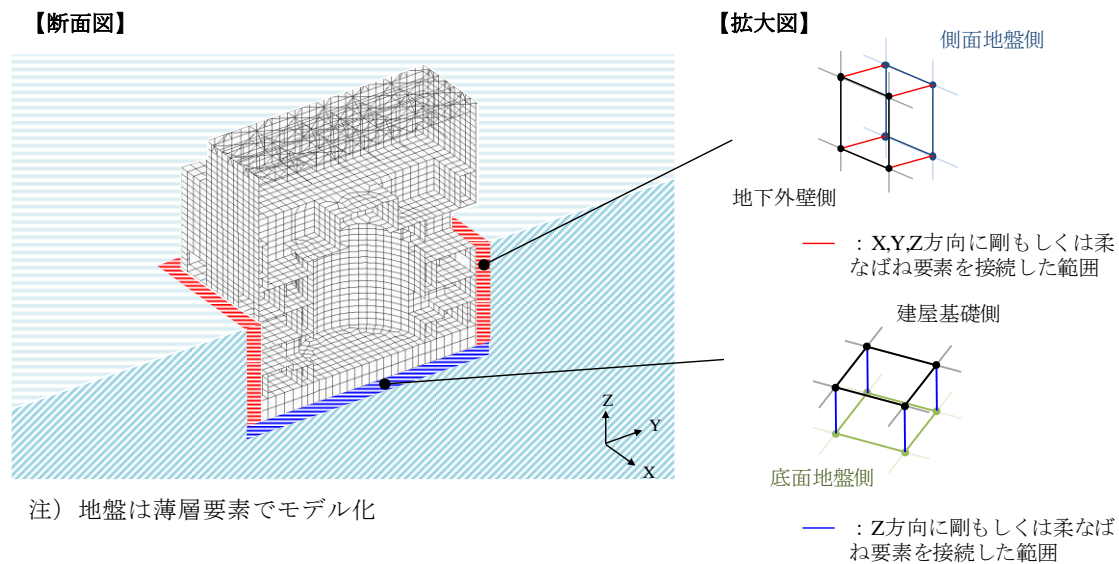 【断面図】
【拡大図】
側面地盤側
地下外壁側
：X,Y,Z方向に剛もしくは柔
なばね要素を接続した範囲
建屋基礎側
Z
Y
X
底面地盤側
注）地盤は薄層要素でモデル化
：Z方向に剛もしくは柔なば
ね要素を接続した範囲